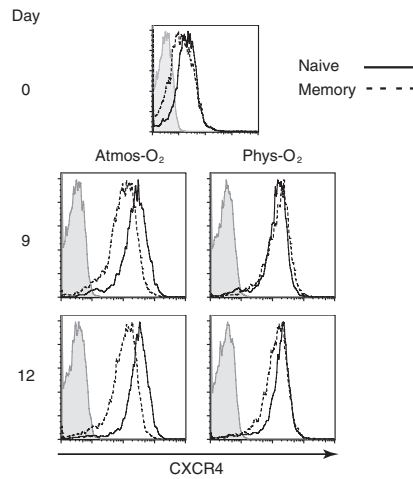 Day
0
Naive
Memory
Atmos-O₂ Phys-O₂
9
12
CXCR4